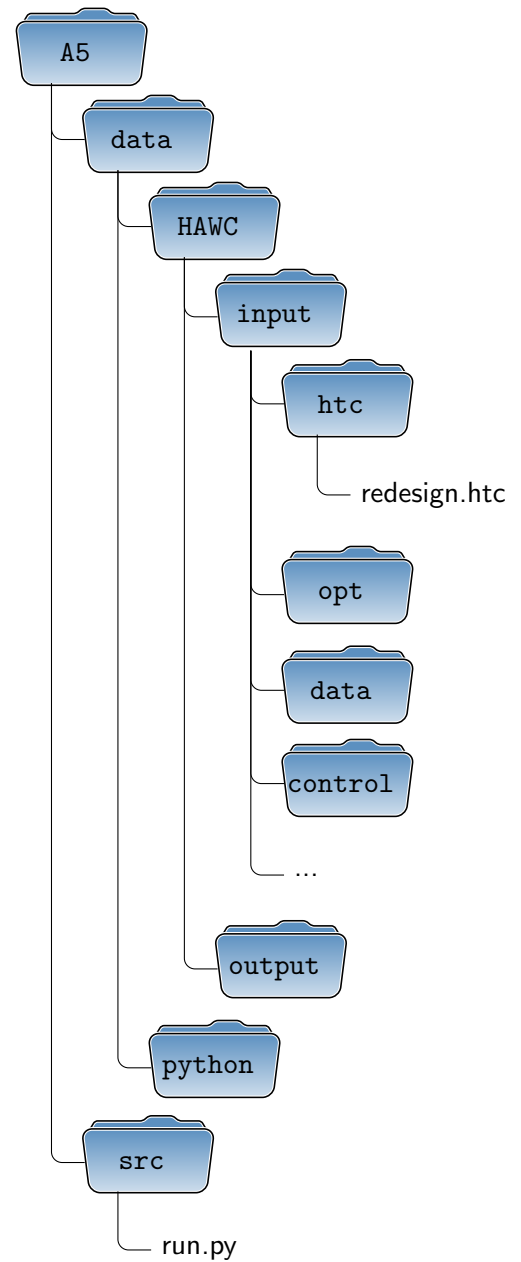 A5
data
HAWC
input
htc
redesign.htc
opt
data
control
...
output
python
src
run.py